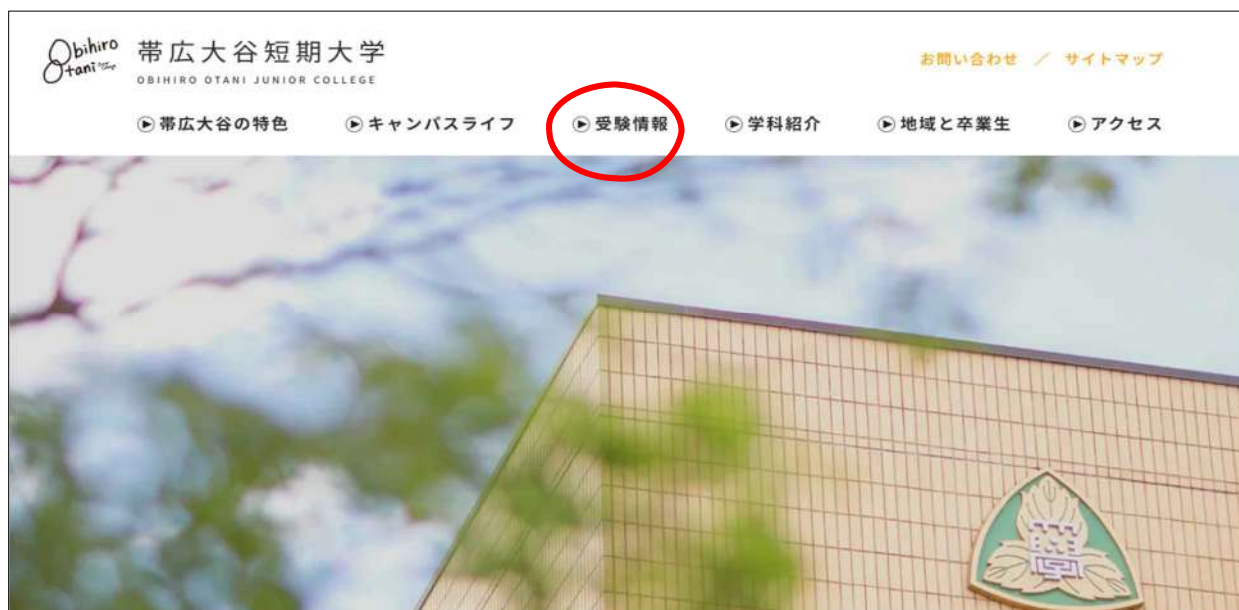 Obihiro
Otani
帯広大谷短期大学
OBIHIRO OTANI JUNIOR COLLEGE
お問い合わせ / サイトマップ
帯広大谷の特色 キャンパスライフ 受験情報 学科紹介 地域と卒業生 アクセス